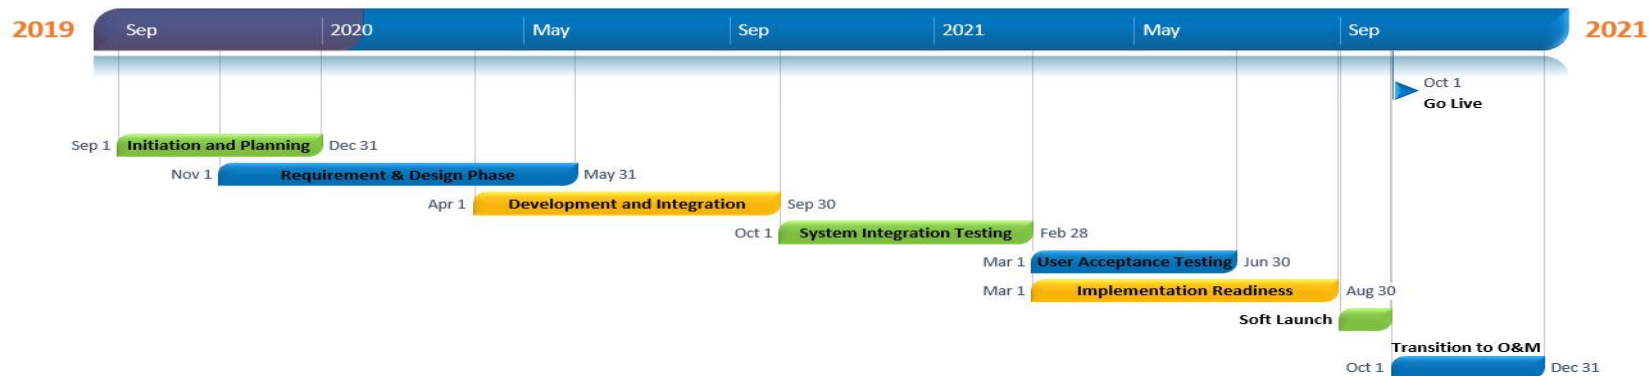 2019 Sep 2020 May Sep 2021 May Sep 2021
Oct 1
Go Live
Sep 1 Initiation and Planning Dec 31
Nov 1 Requirement & Design Phase May 31
Apr 1 Development and Integration Sep 30
Oct 1 System Integration Testing Feb 28
Mar 1 User Acceptance Testing Jun 30
Mar 1 Implementation Readiness Aug 30
Soft Launch
Transition to O&M
Oct 1 Dec 31